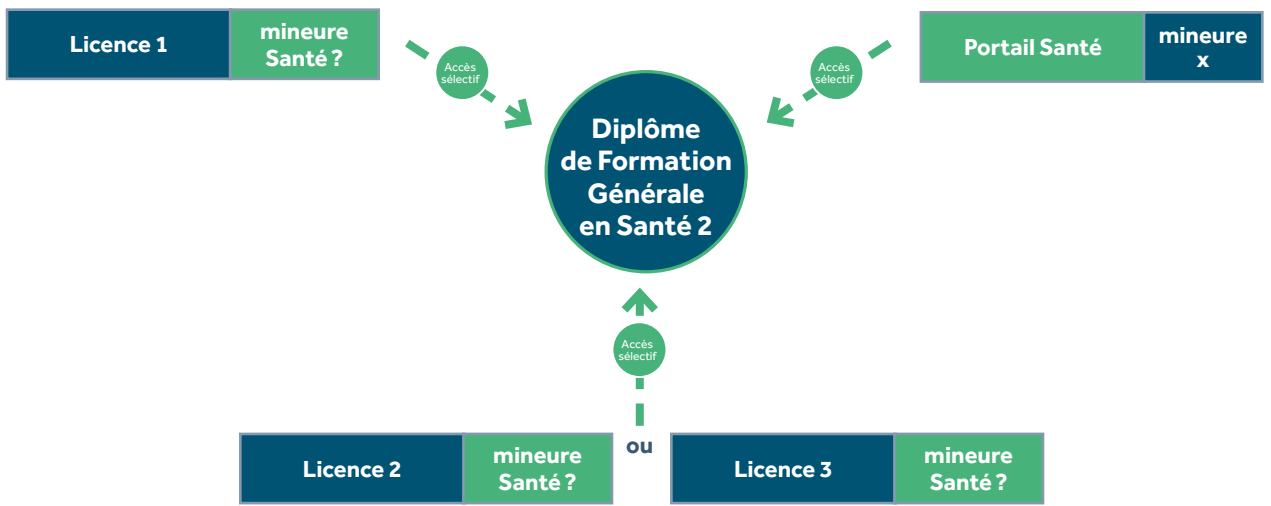 Licence 1
mineure
Santé ?
Accès
sélectif
Accès
sélectif
Portail Santé
mineure
x
Diplôme
de Formation
Générale
en Santé 2
Accès
sélectif
Licence 2
mineure
Santé ?
ou
Licence 3
mineure
Santé ?